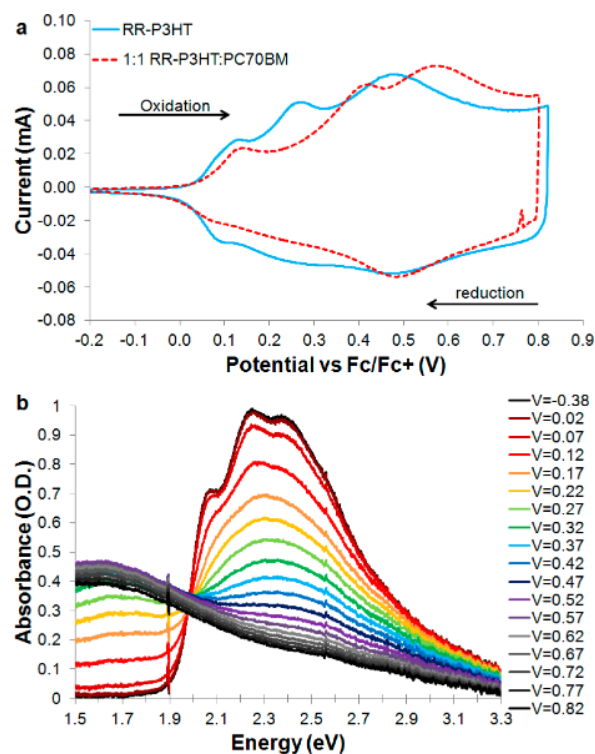 a
RR-P3HT
1:1 RR-P3HT:PC70BM
Oxidation
reduction
Current (mA)
0.10
0.08
0.06
0.04
0.02
0.00
-0.02
-0.04
-0.06
-0.08
-0.2 -0.1 0.0 0.1 0.2 0.3 0.4 0.5 0.6 0.7 0.8 0.9
Potential vs Fc/Fc+ (V)
b
Absorbance (O.D.)
1
0.9
0.8
0.7
0.6
0.5
0.4
0.3
0.2
0.1
0
1.5 1.7 1.9 2.1 2.3 2.5 2.7 2.9 3.1 3.3
Energy (eV)
V=-0.38
V=0.02
V=0.07
V=0.12
V=0.17
V=0.22
V=0.27
V=0.32
V=0.37
V=0.42
V=0.47
V=0.52
V=0.57
V=0.62
V=0.67
V=0.72
V=0.77
V=0.82